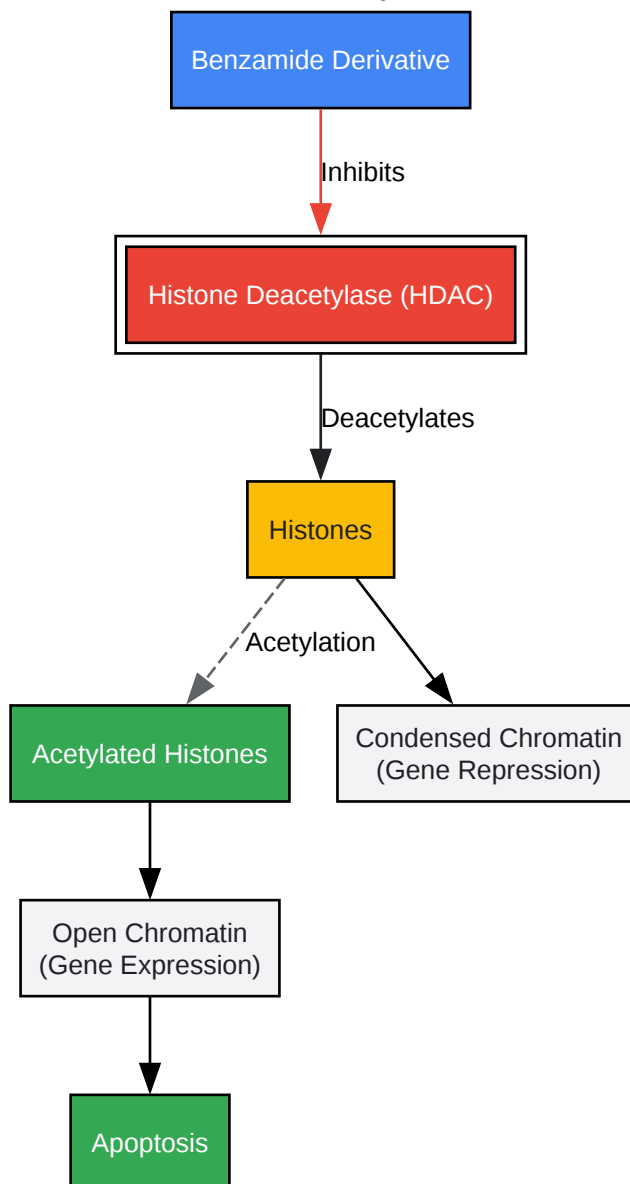 Benzamide Derivative
Inhibits
Histone Deacetylase (HDAC)
Deacetylates
Histones
Acetylation
Acetylated Histones
Condensed Chromatin
(Gene Repression)
Open Chromatin
(Gene Expression)
Apoptosis